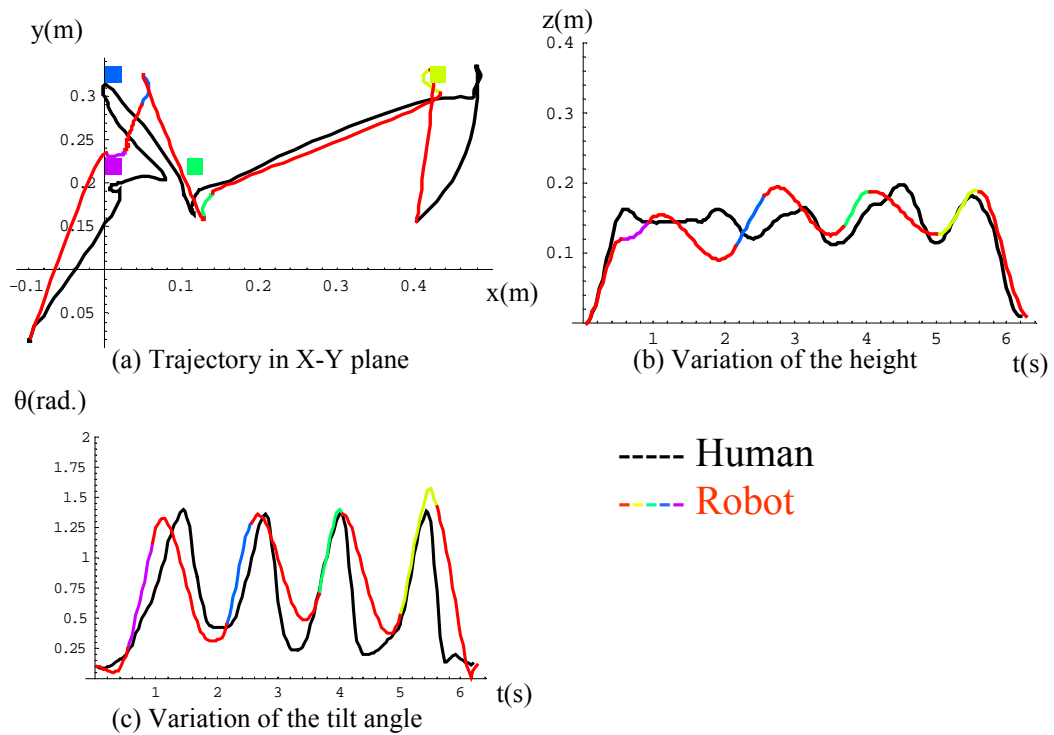 y(m)
0.3
0.25
0.2
0.15
-0.1 0.1 0.2 0.3 0.4
x(m)
0.05
(a) Trajectory in X-Y plane
z(m)
0.4
0.3
0.2
0.1
1 2 3 4 5 6
(b) Variation of the height
t(s)
θ(rad.)
2
1.75
1.5
1.25
1
0.75
0.5
0.25
1 2 3 4 5 6 t(s)
(c) Variation of the tilt angle
Human
Robot